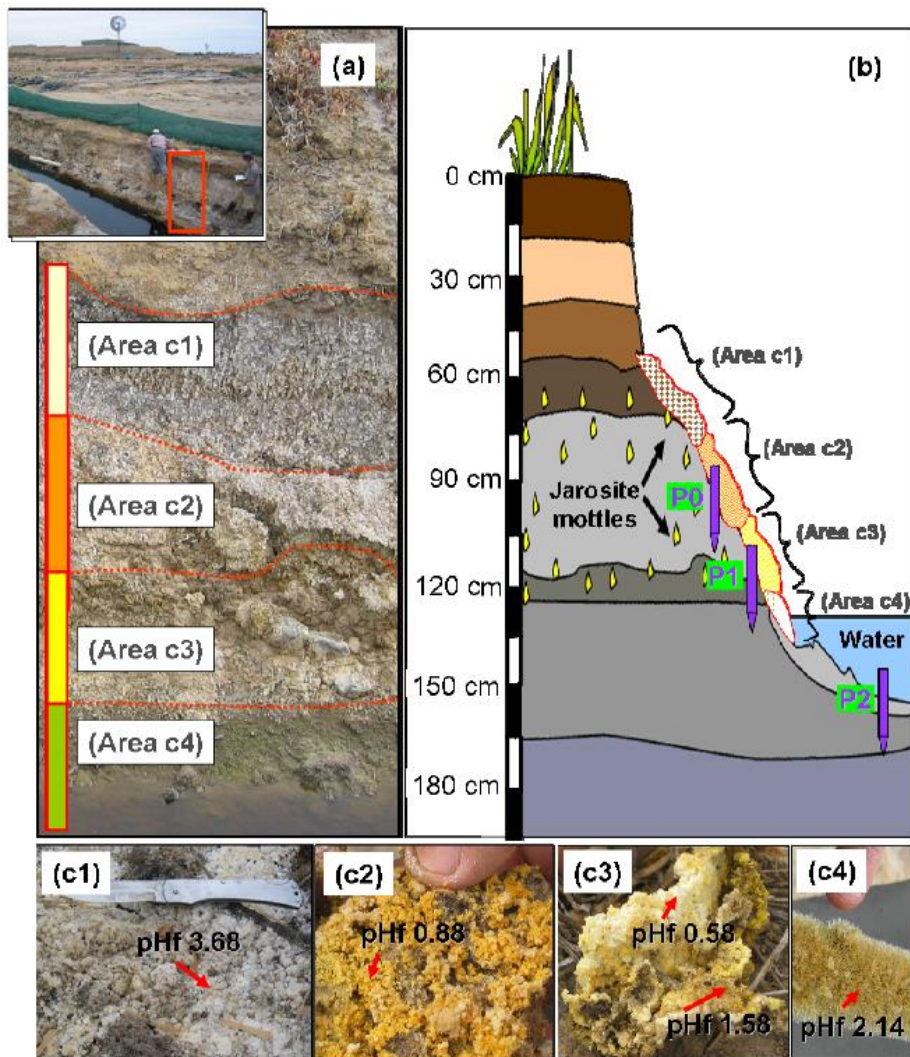 (a)
(Area c1)
(Area c2)
(Area c3)
(Area c4)
(b)
0 cm
30 cm
60 cm
90 cm
120 cm
150 cm
180 cm
(Area c1)
(Area c2)
(Area c3)
(Area c4)
Jarosite
mottles
P0
P1
Water
P2
(c1)
pHf 3.68
(c2)
pHf 0.88
(c3)
pHf 0.58
pHf 1.58
(c4)
pHf 2.14